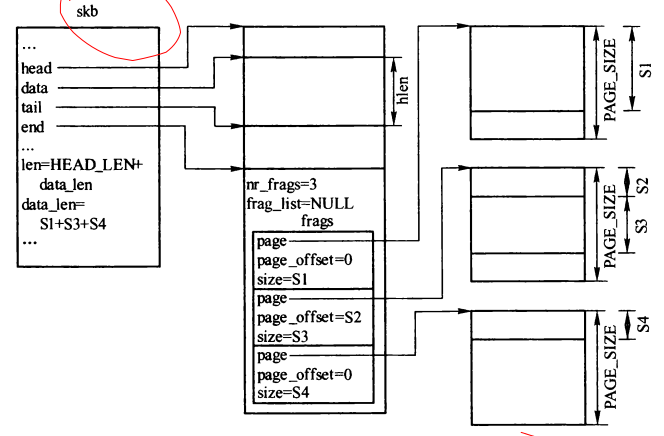 skb
...
head
data
tail
end
...
len=HEAD_LEN+
data_len
data_len=
S1+S3+S4
...
hlen
nr_frags=3
frag_list=NULL
frags
page
page_offset=0
size=S1
page
page_offset=S2
size=S3
page
page_offset=0
size=S4
PAGE_SIZE
S1
PAGE_SIZE
S2
S3
PAGE_SIZE
S4